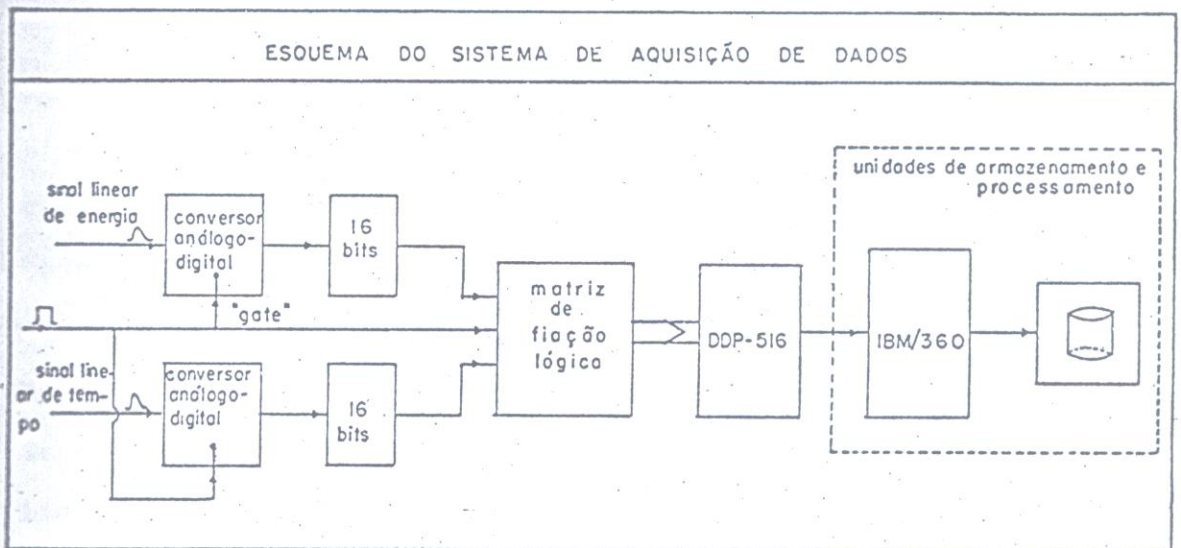 ESQUEMA DO SISTEMA DE AQUISIÇÃO DE DADOS
unidades de armazenamento e
processamento
sinal linear
de energia
conversor
análogo-
digital
16
bits
"gate"
matriz
de
fiação
lógica
DDP-516
IBM/360
sinal line-
ar de tem-
po
conversor
análogo-
digital
16
bits